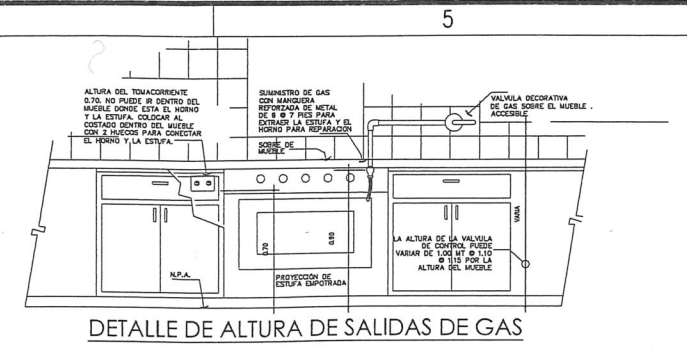 5
ALTURA DEL TOMACORRIENTE
0.70. NO PUEDE IR DENTRO DEL
MUEBLE DONDE ESTA EL HORNO
Y LA ESTUFA. COLOCAR AL
COSTADO DENTRO DEL MUEBLE
CON 2 HUECOS PARA CONECTAR
EL HORNO Y LA ESTUFA.
SUMINISTRO DE GAS
CON MANGUERA
REFORZADA DE METAL
DE 6 @ 7 PIES PARA
EXTRAER LA ESTUFA Y EL
HORNO PARA REPARACION
SOBRE DE
MUEBLE
VALVULA DECORATIVA
DE GAS SOBRE EL MUEBLE .
ACCESIBLE
VARIA
0.70
0.90
LA ALTURA DE LA VALVULA
DE CONTROL PUEDE
VARIAR DE 1.00 MT @ 1.10
@ 1.15 POR LA
ALTURA DEL MUEBLE
N.P.A.
PROYECCIÓN DE
ESTUFA EMPOTRADA
DETALLE DE ALTURA DE SALIDAS DE GAS